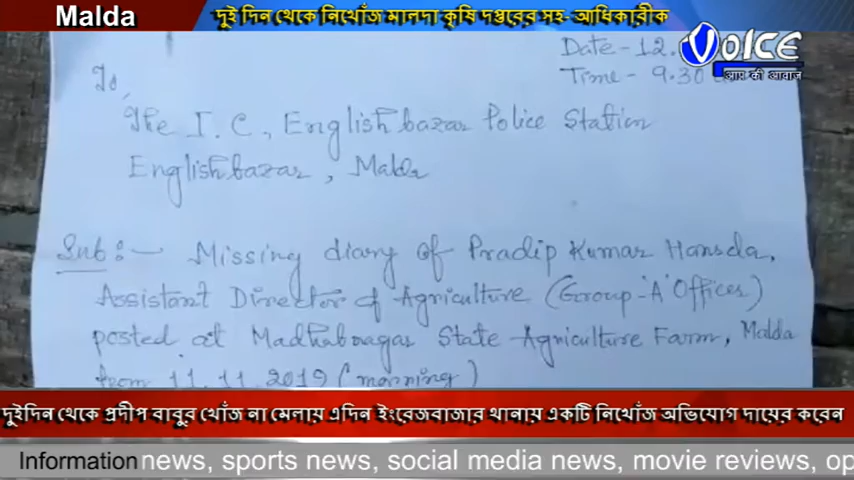 Malda
দুই দিন থেকে নিখোঁজ মালদা কৃষি দপ্তরের সহ- আধিকারীক
VOICE
आप की आवाज़
Date - 12.
Time - 9.30
To,
The I.C., Englishbazar Police Station
Englishbazar, Malda
Sub :- Missing diary of Pradip Kumar Hansda,
Assistant Director of Agriculture (Group-'A' Officer)
posted at Madhabnagar State Agriculture Farm, Malda
from 11.11.2019 (morning)
দুইদিন থেকে প্রদীপ বাবুর খোঁজ না মেলায় এদিন ইংরেজবাজার থানায় একটি নিখোঁজ অভিযোগ দায়ের করেন
Information news, sports news, social media news, movie reviews, op